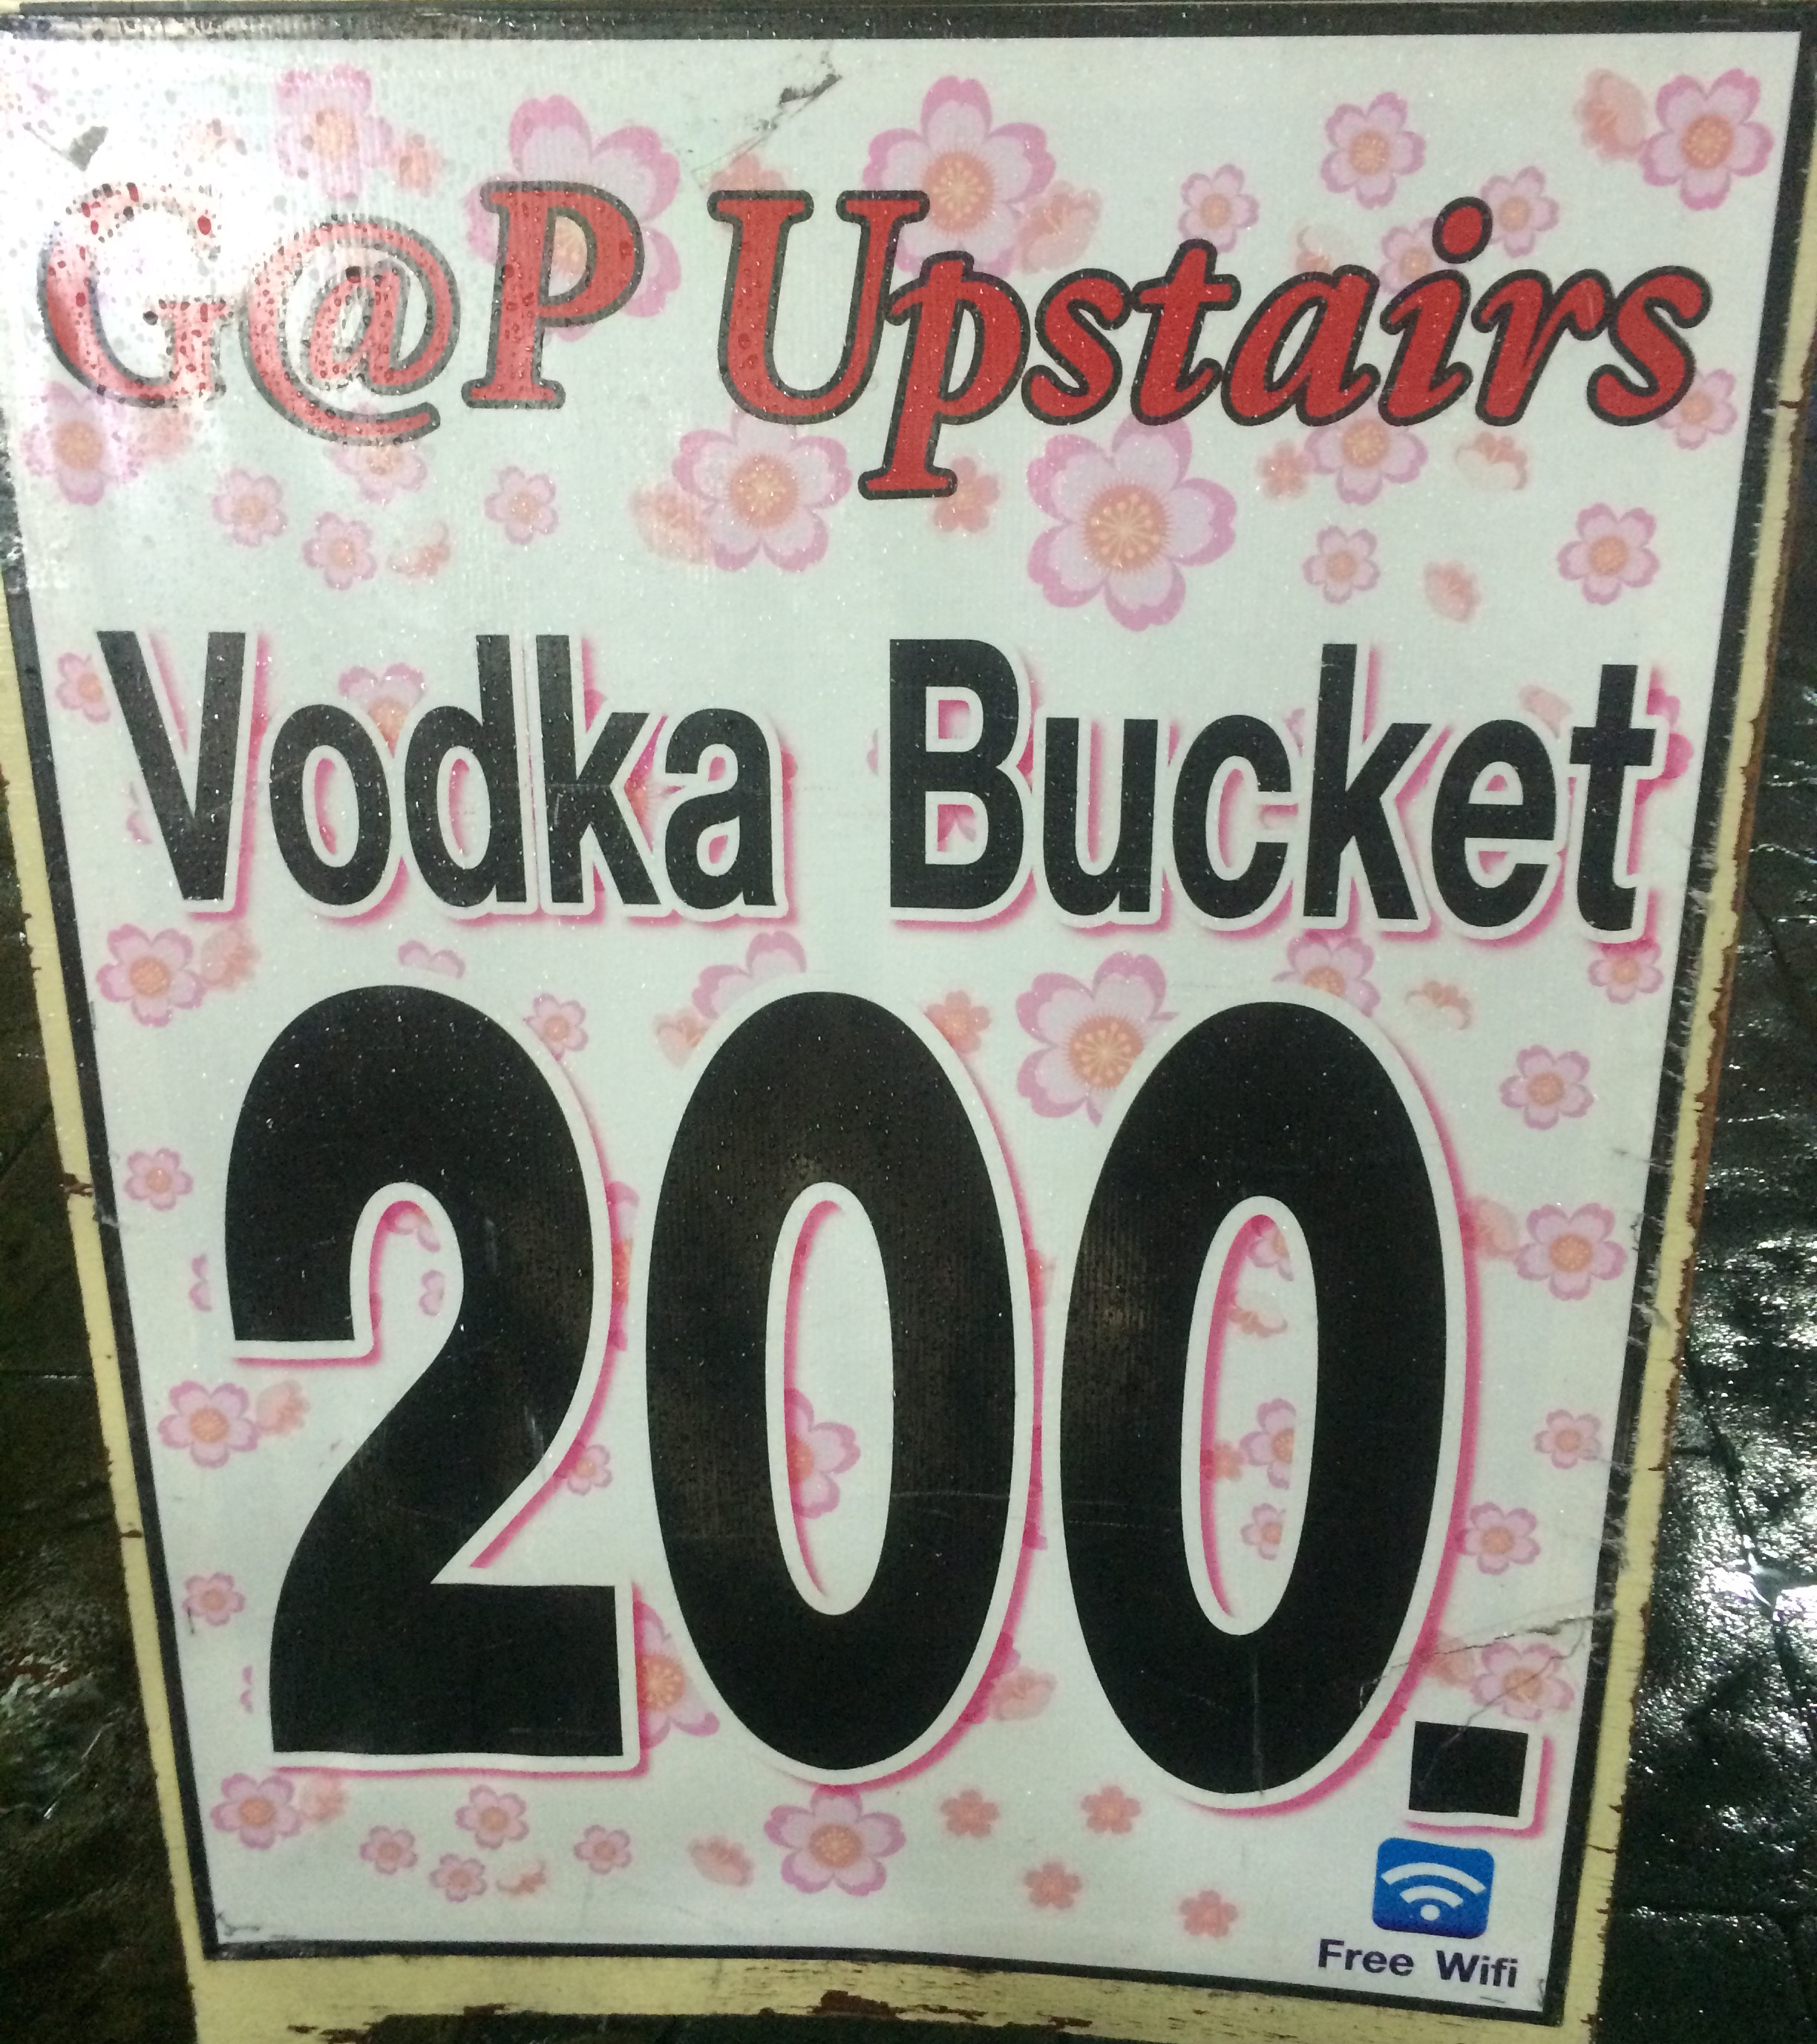 G@P Upstairs
Vodka Bucket
200.
Free Wifi